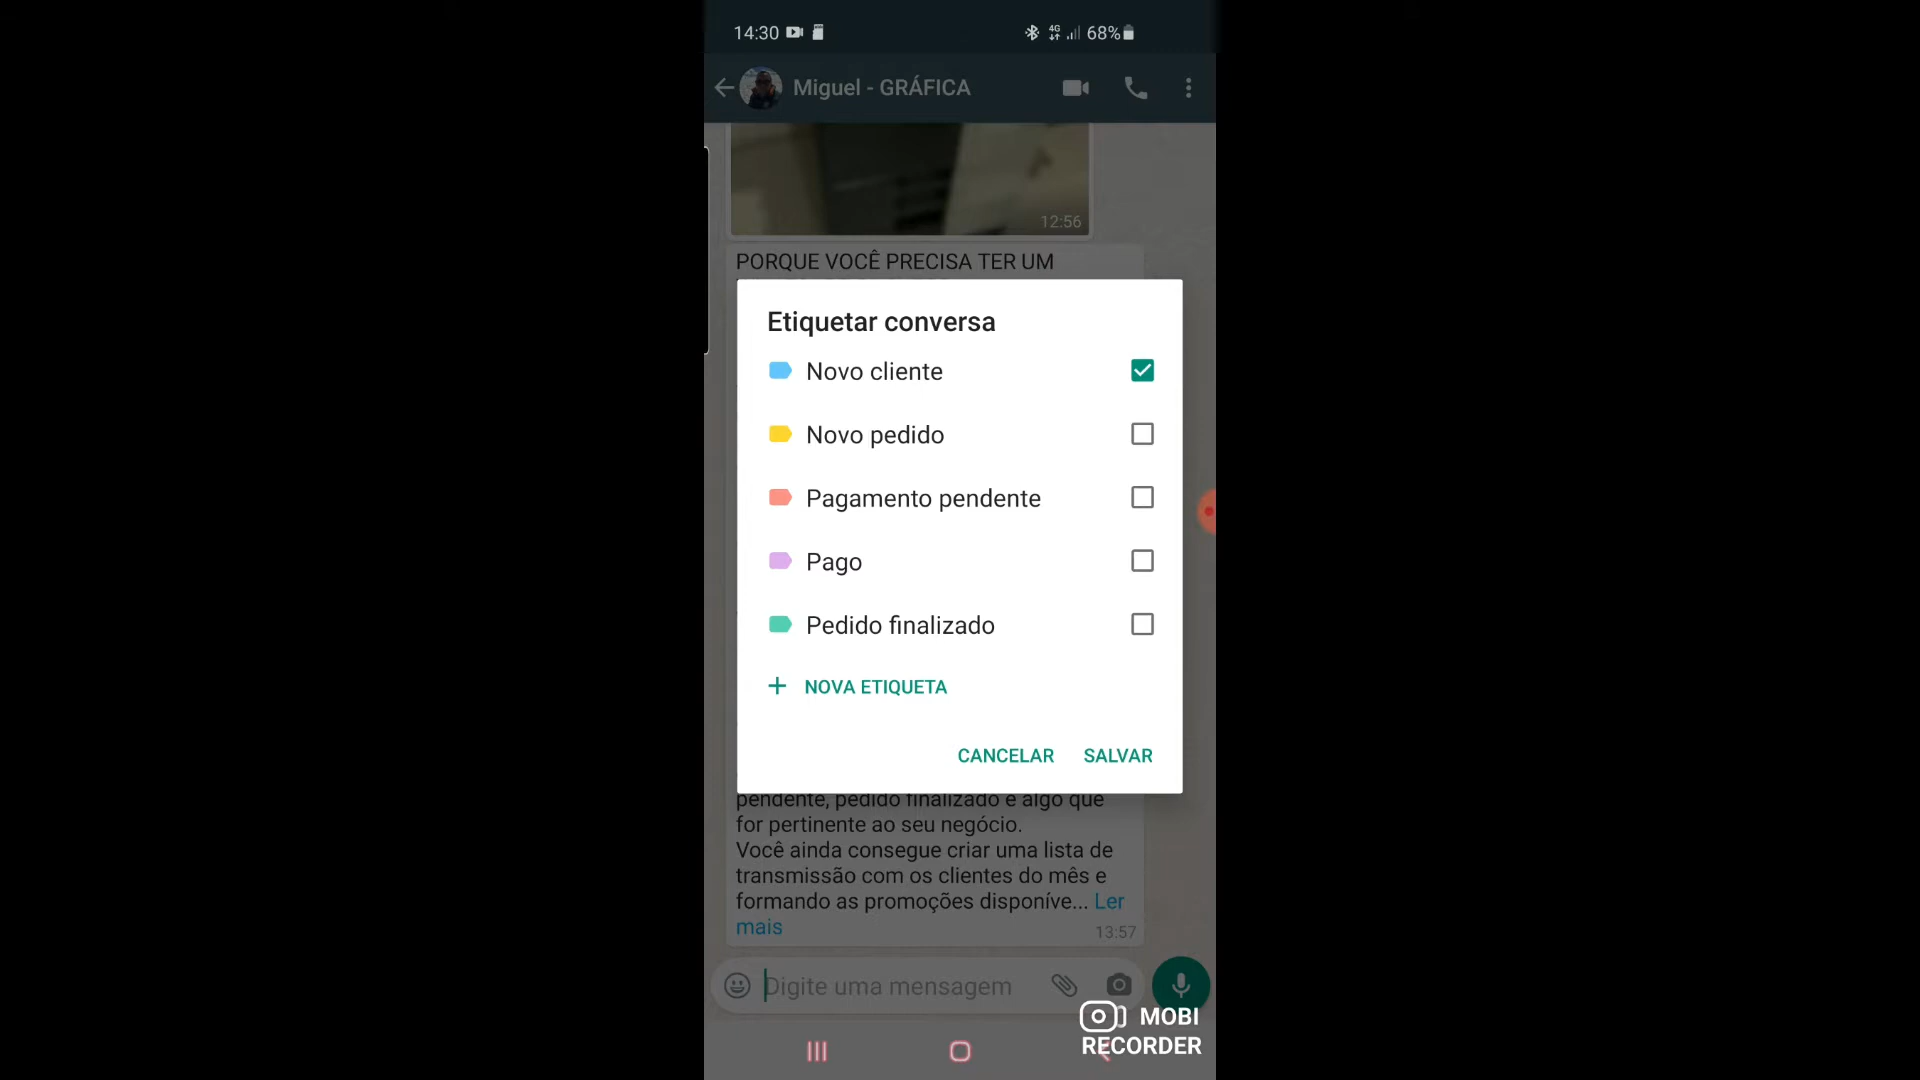 14:30
4G
68%
Miguel - GRÁFICA
12:56
PORQUE VOCÊ PRECISA TER UM
Etiquetar conversa
Novo cliente
Novo pedido
Pagamento pendente
Pago
Pedido finalizado
+ NOVA ETIQUETA
CANCELAR SALVAR
pendente, pedido finalizado e algo que
for pertinente ao seu negócio.
Você ainda consegue criar uma lista de
transmissão com os clientes do mês e
formando as promoções disponíve... Ler
mais
13:57
Digite uma mensagem
MOBI
RECORDER